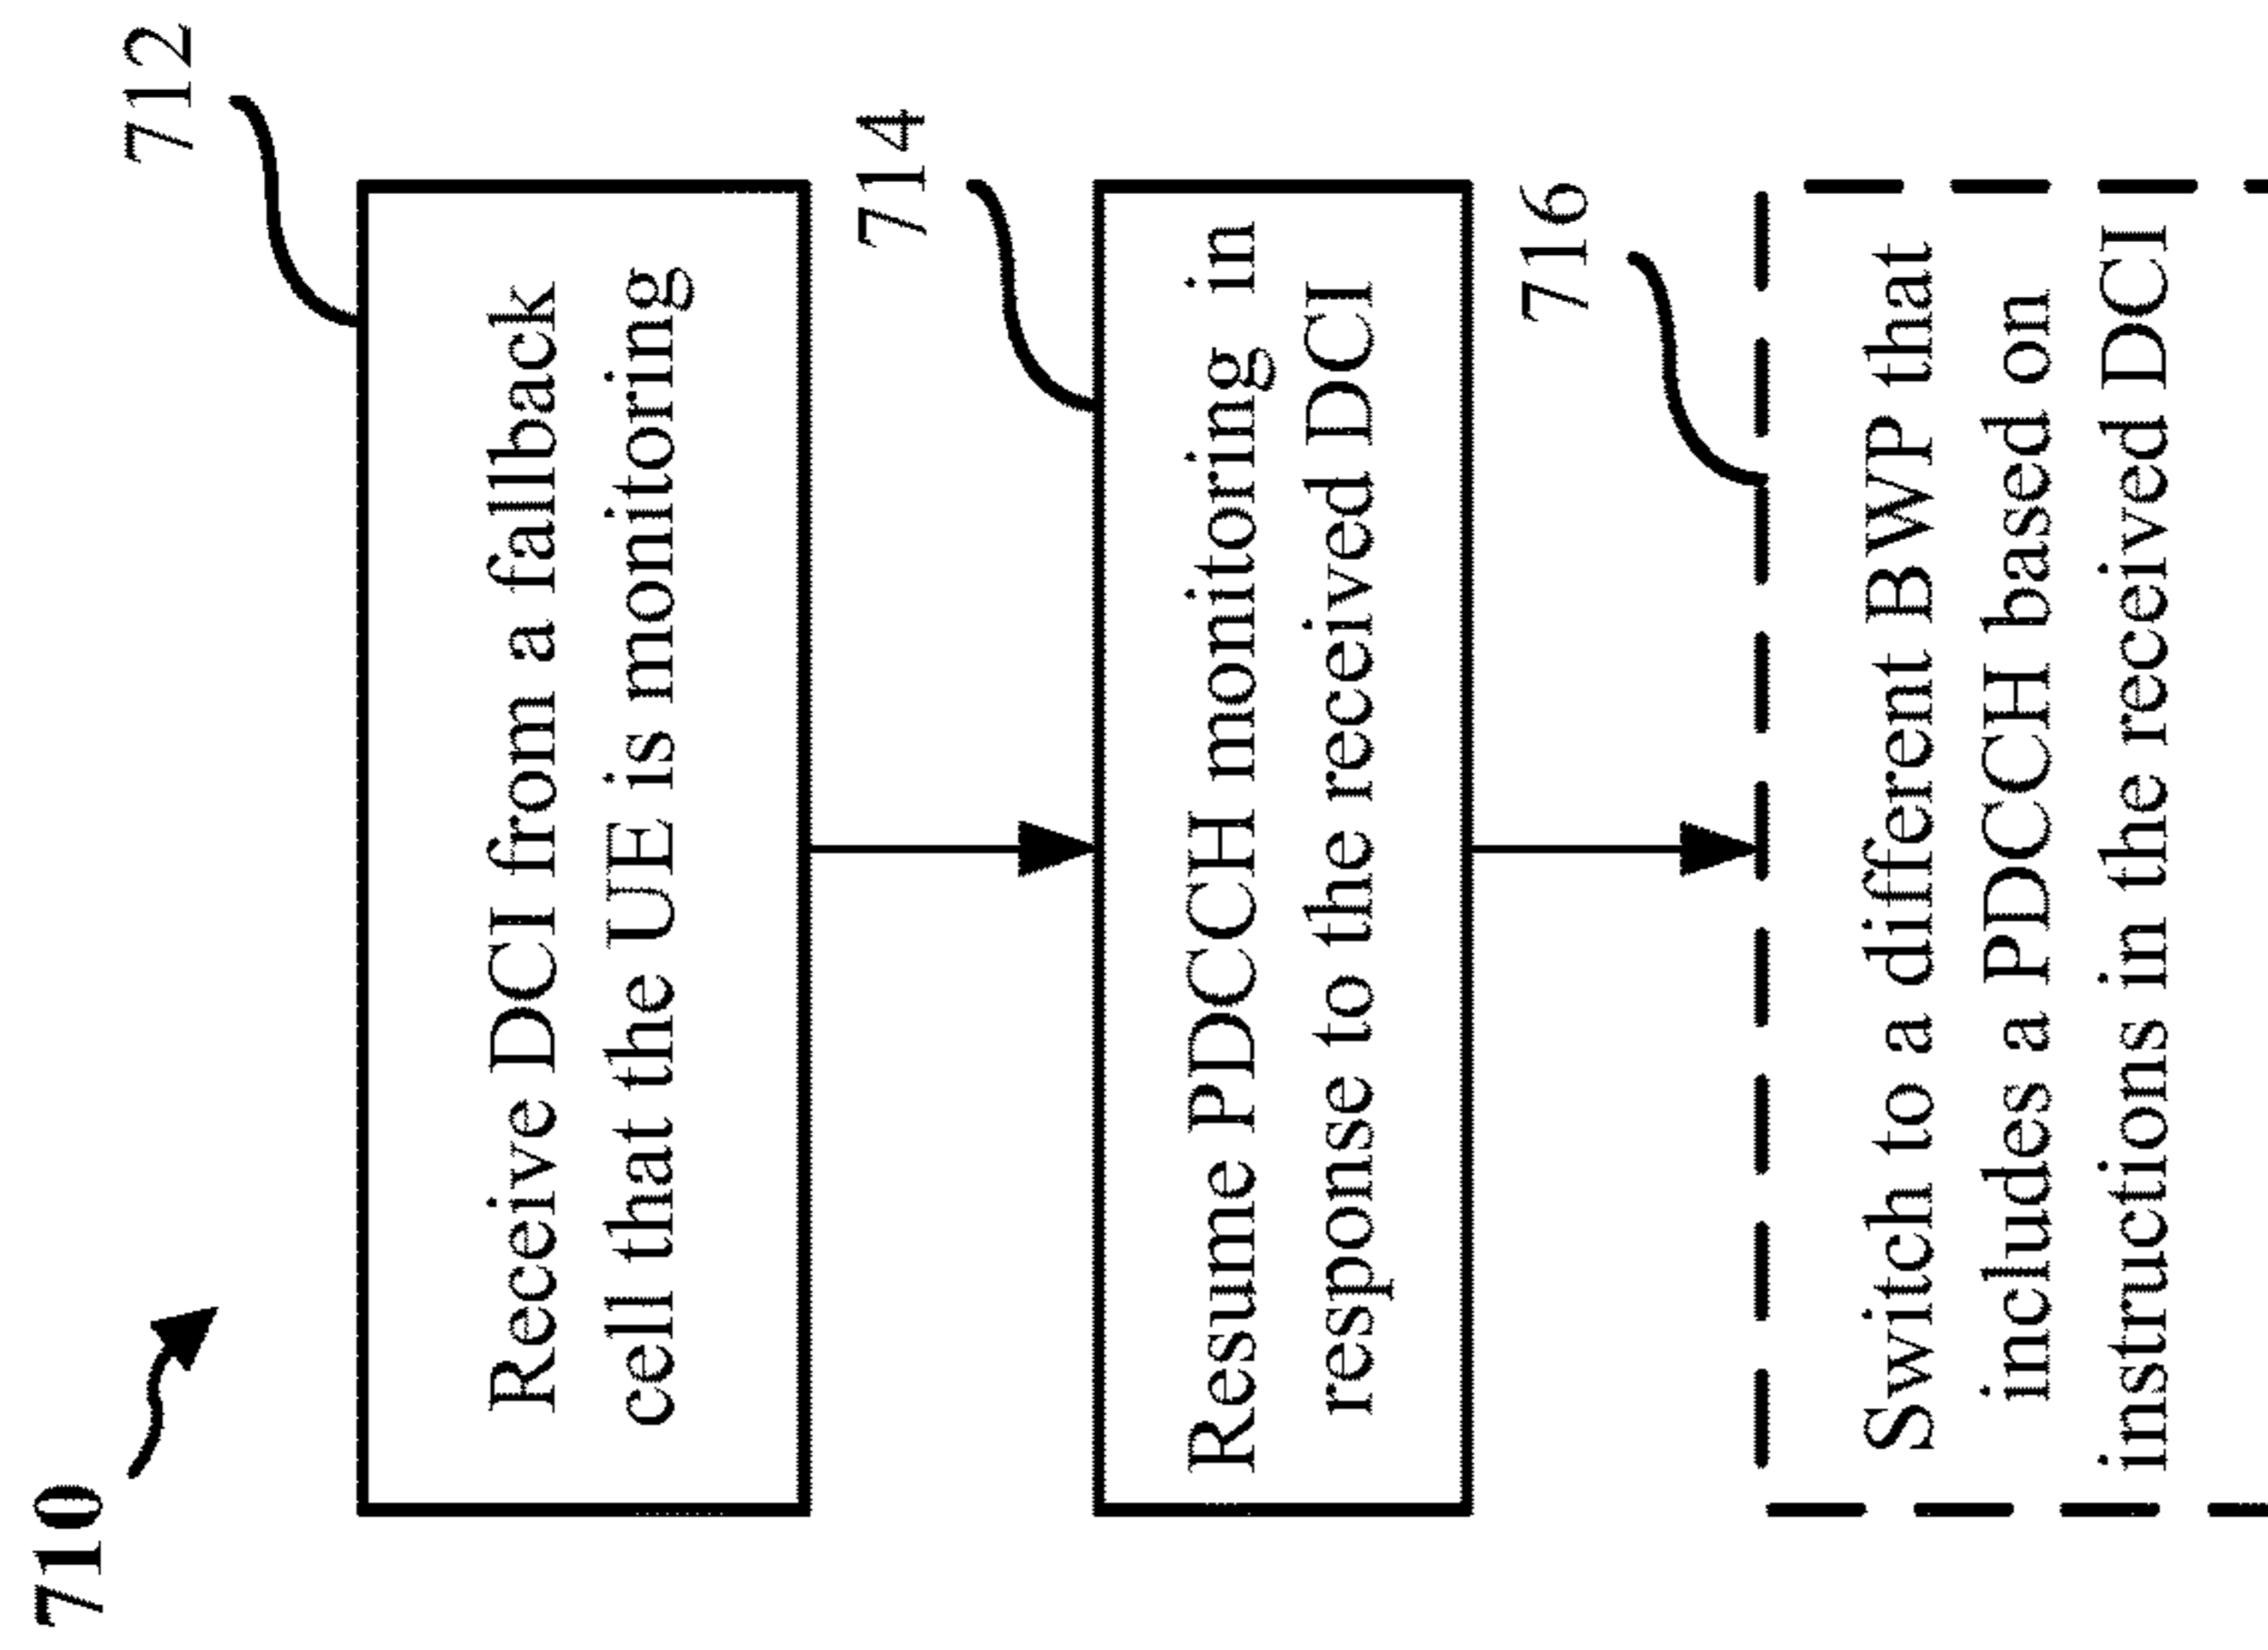 710
712
Receive DCI from a fallback
cell that the UE is monitoring
714
Resume PDCCH monitoring in
response to the received DCI
716
Switch to a different BWP that
includes a PDCCH based on
instructions in the received DCI